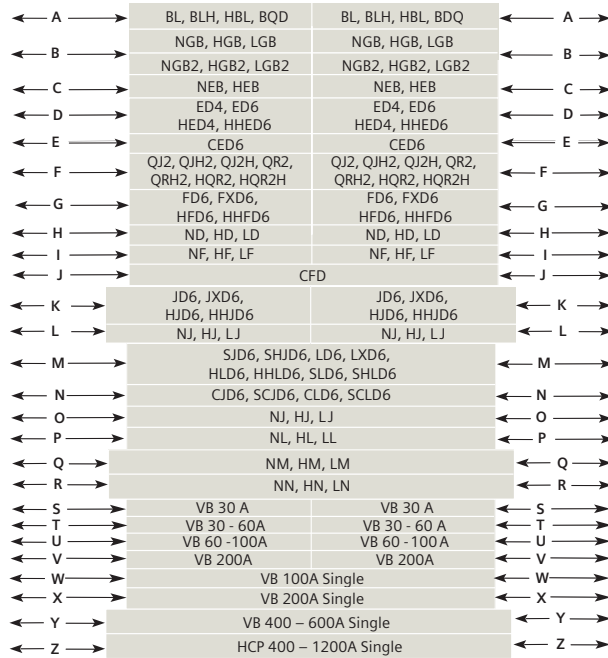 A BL, BLH, HBL, BQD BL, BLH, HBL, BDQ A
NGB, HGB, LGB NGB, HGB, LGB
B B
NGB2, HGB2, LGB2 NGB2, HGB2, LGB2
C NEB, HEB NEB, HEB C
ED4, ED6 ED4, ED6
D D
HED4, HHED6 HED4, HHED6
E CED6 CED6 E
QJ2, QJH2, QJ2H, QR2, QJ2, QJH2, QJ2H, QR2,
F F
QRH2, HQR2, HQR2H QRH2, HQR2, HQR2H
FD6, FXD6, FD6, FXD6,
G G
HFD6, HHFD6 HFD6, HHFD6
H ND, HD, LD ND, HD, LD H
I NF, HF, LF NF, HF, LF I
J CFD J
JD6, JXD6, JD6, JXD6,
K K
HJD6, HHJD6 HJD6, HHJD6
L NJ, HJ, LJ NJ, HJ, LJ L
SJD6, SHJD6, LD6, LXD6,
M M
HLD6, HHLD6, SLD6, SHLD6
N CJD6, SCJD6, CLD6, SCLD6 N
O NJ, HJ, LJ O
P NL, HL, LL P
Q NM, HM, LM Q
R NN, HN, LN R
S VB 30 A VB 30 A S
T VB 30 - 60A VB 30 - 60 A T
U VB 60 -100A VB 60 - 100 A U
V VB 200A VB 200A V
W VB 100A Single W
X VB 200A Single X
Y VB 400 – 600A Single Y
Z HCP 400 – 1200A Single Z